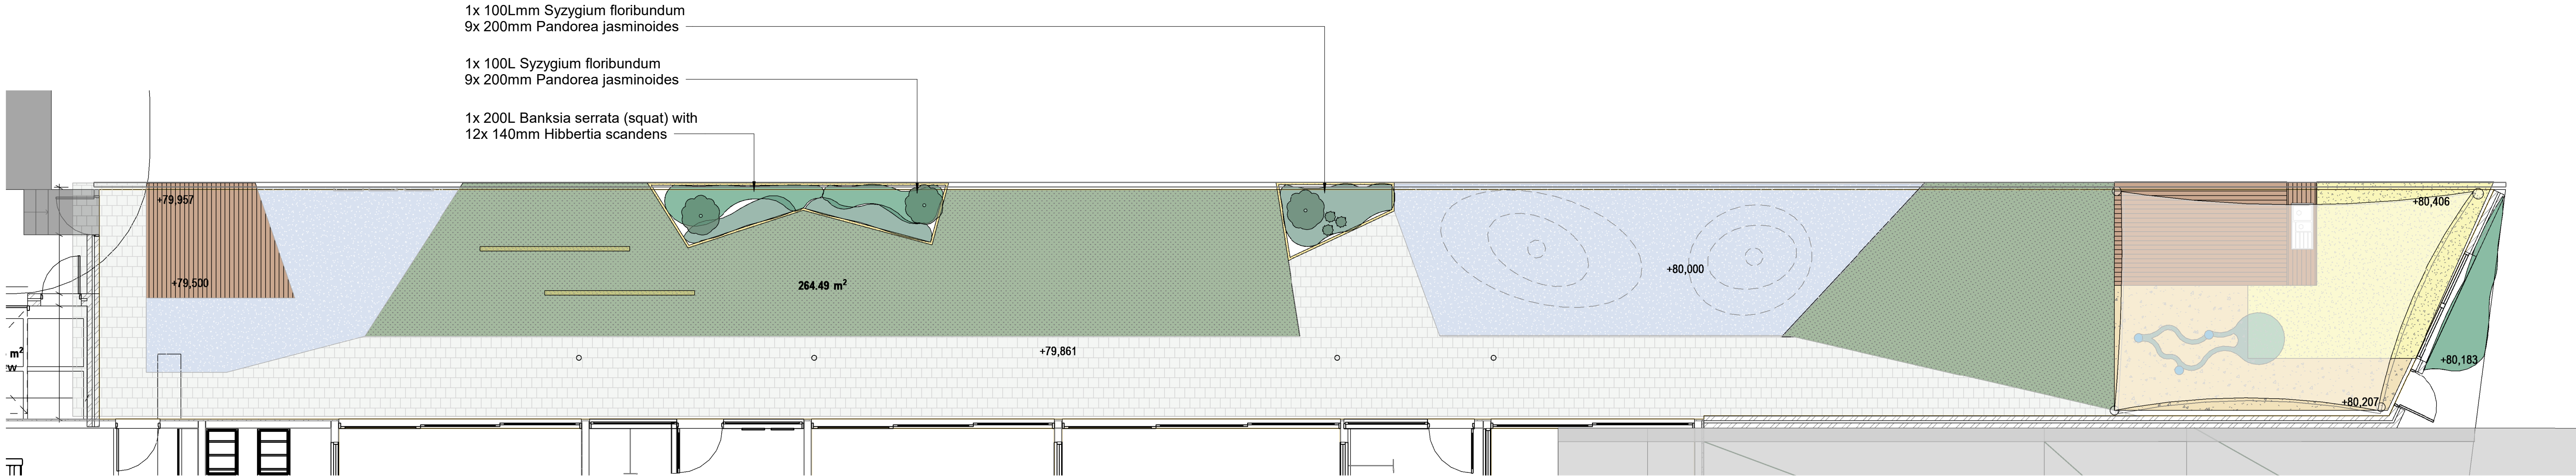 1x 100Lmm Syzygium floribundum
9x 200mm Pandorea jasminoides
1x 100L Syzygium floribundum
9x 200mm Pandorea jasminoides
1x 200L Banksia serrata (squat) with
12x 140mm Hibbertia scandens
+79,957
+80,406
+80,000
+79,500
264.49 m²
+79,861
m²
w
+80,183
+80,207